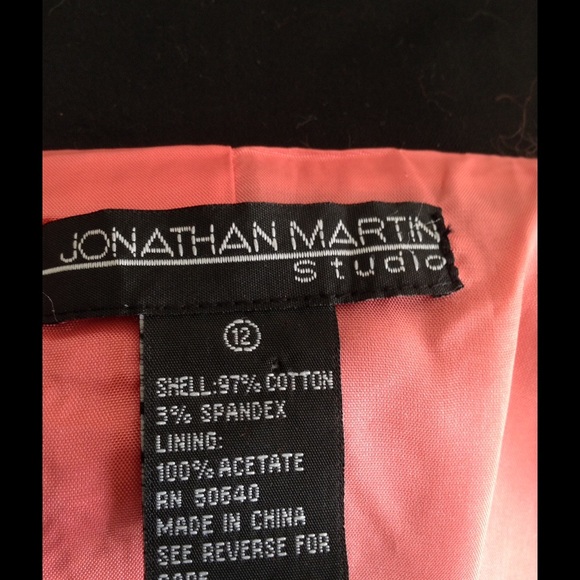 JONATHAN MARTIN
Studio
12
SHELL:97% COTTON
3% SPANDEX
LINING:
100% ACETATE
RN 50640
MADE IN CHINA
SEE REVERSE FOR
CARE